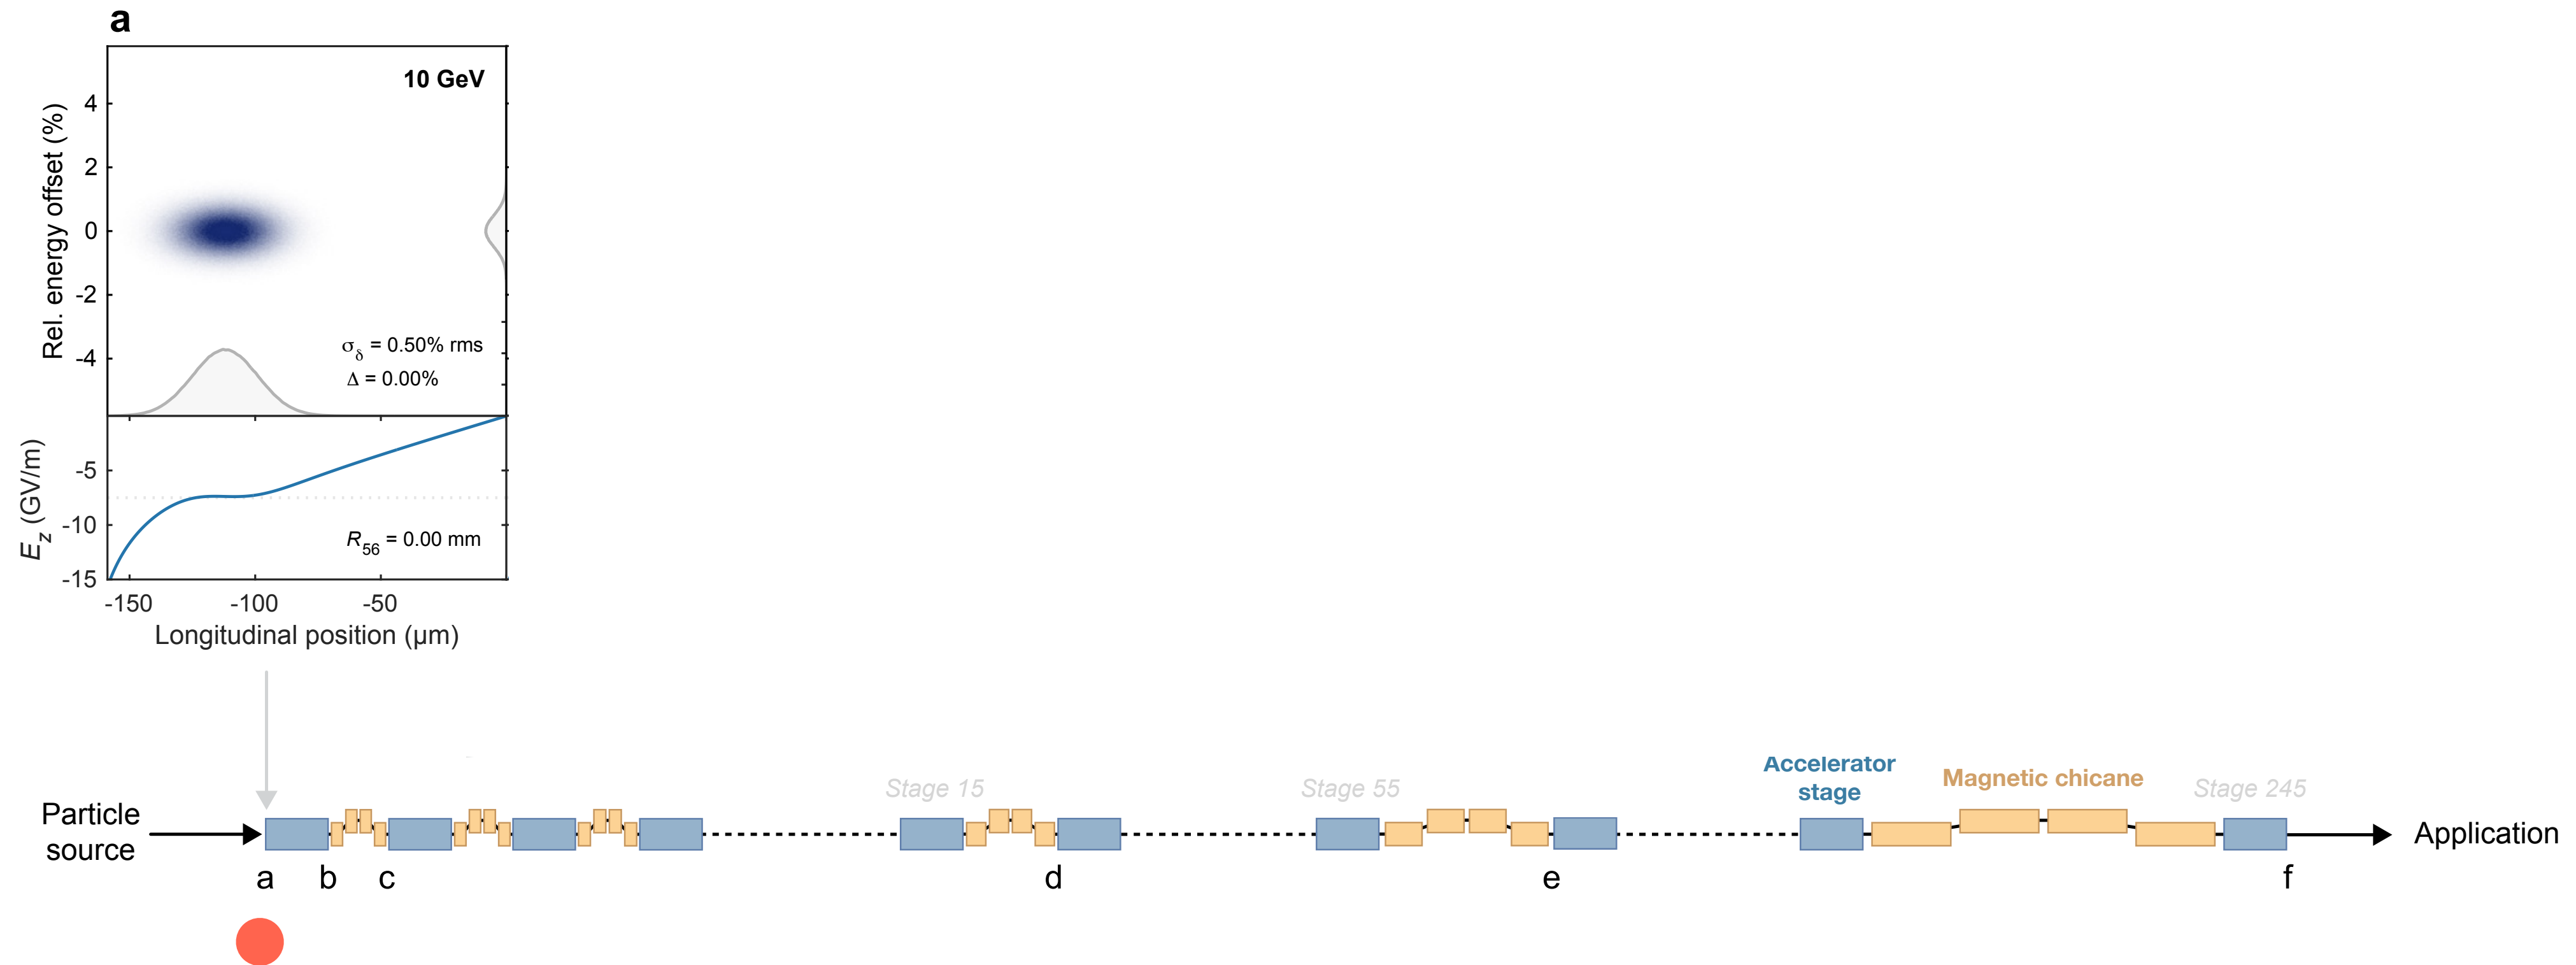 a
10 GeV
Rel. energy offset (%)
4
2
0
-2
-4
σδ = 0.50% rms
Δ = 0.00%
Ez (GV/m)
-5
-10
-15
R56 = 0.00 mm
-150 -100 -50
Longitudinal position (μm)
Particle
source
Stage 15
Stage 55
Accelerator
stage
Magnetic chicane
Stage 245
Application
a b c d e f